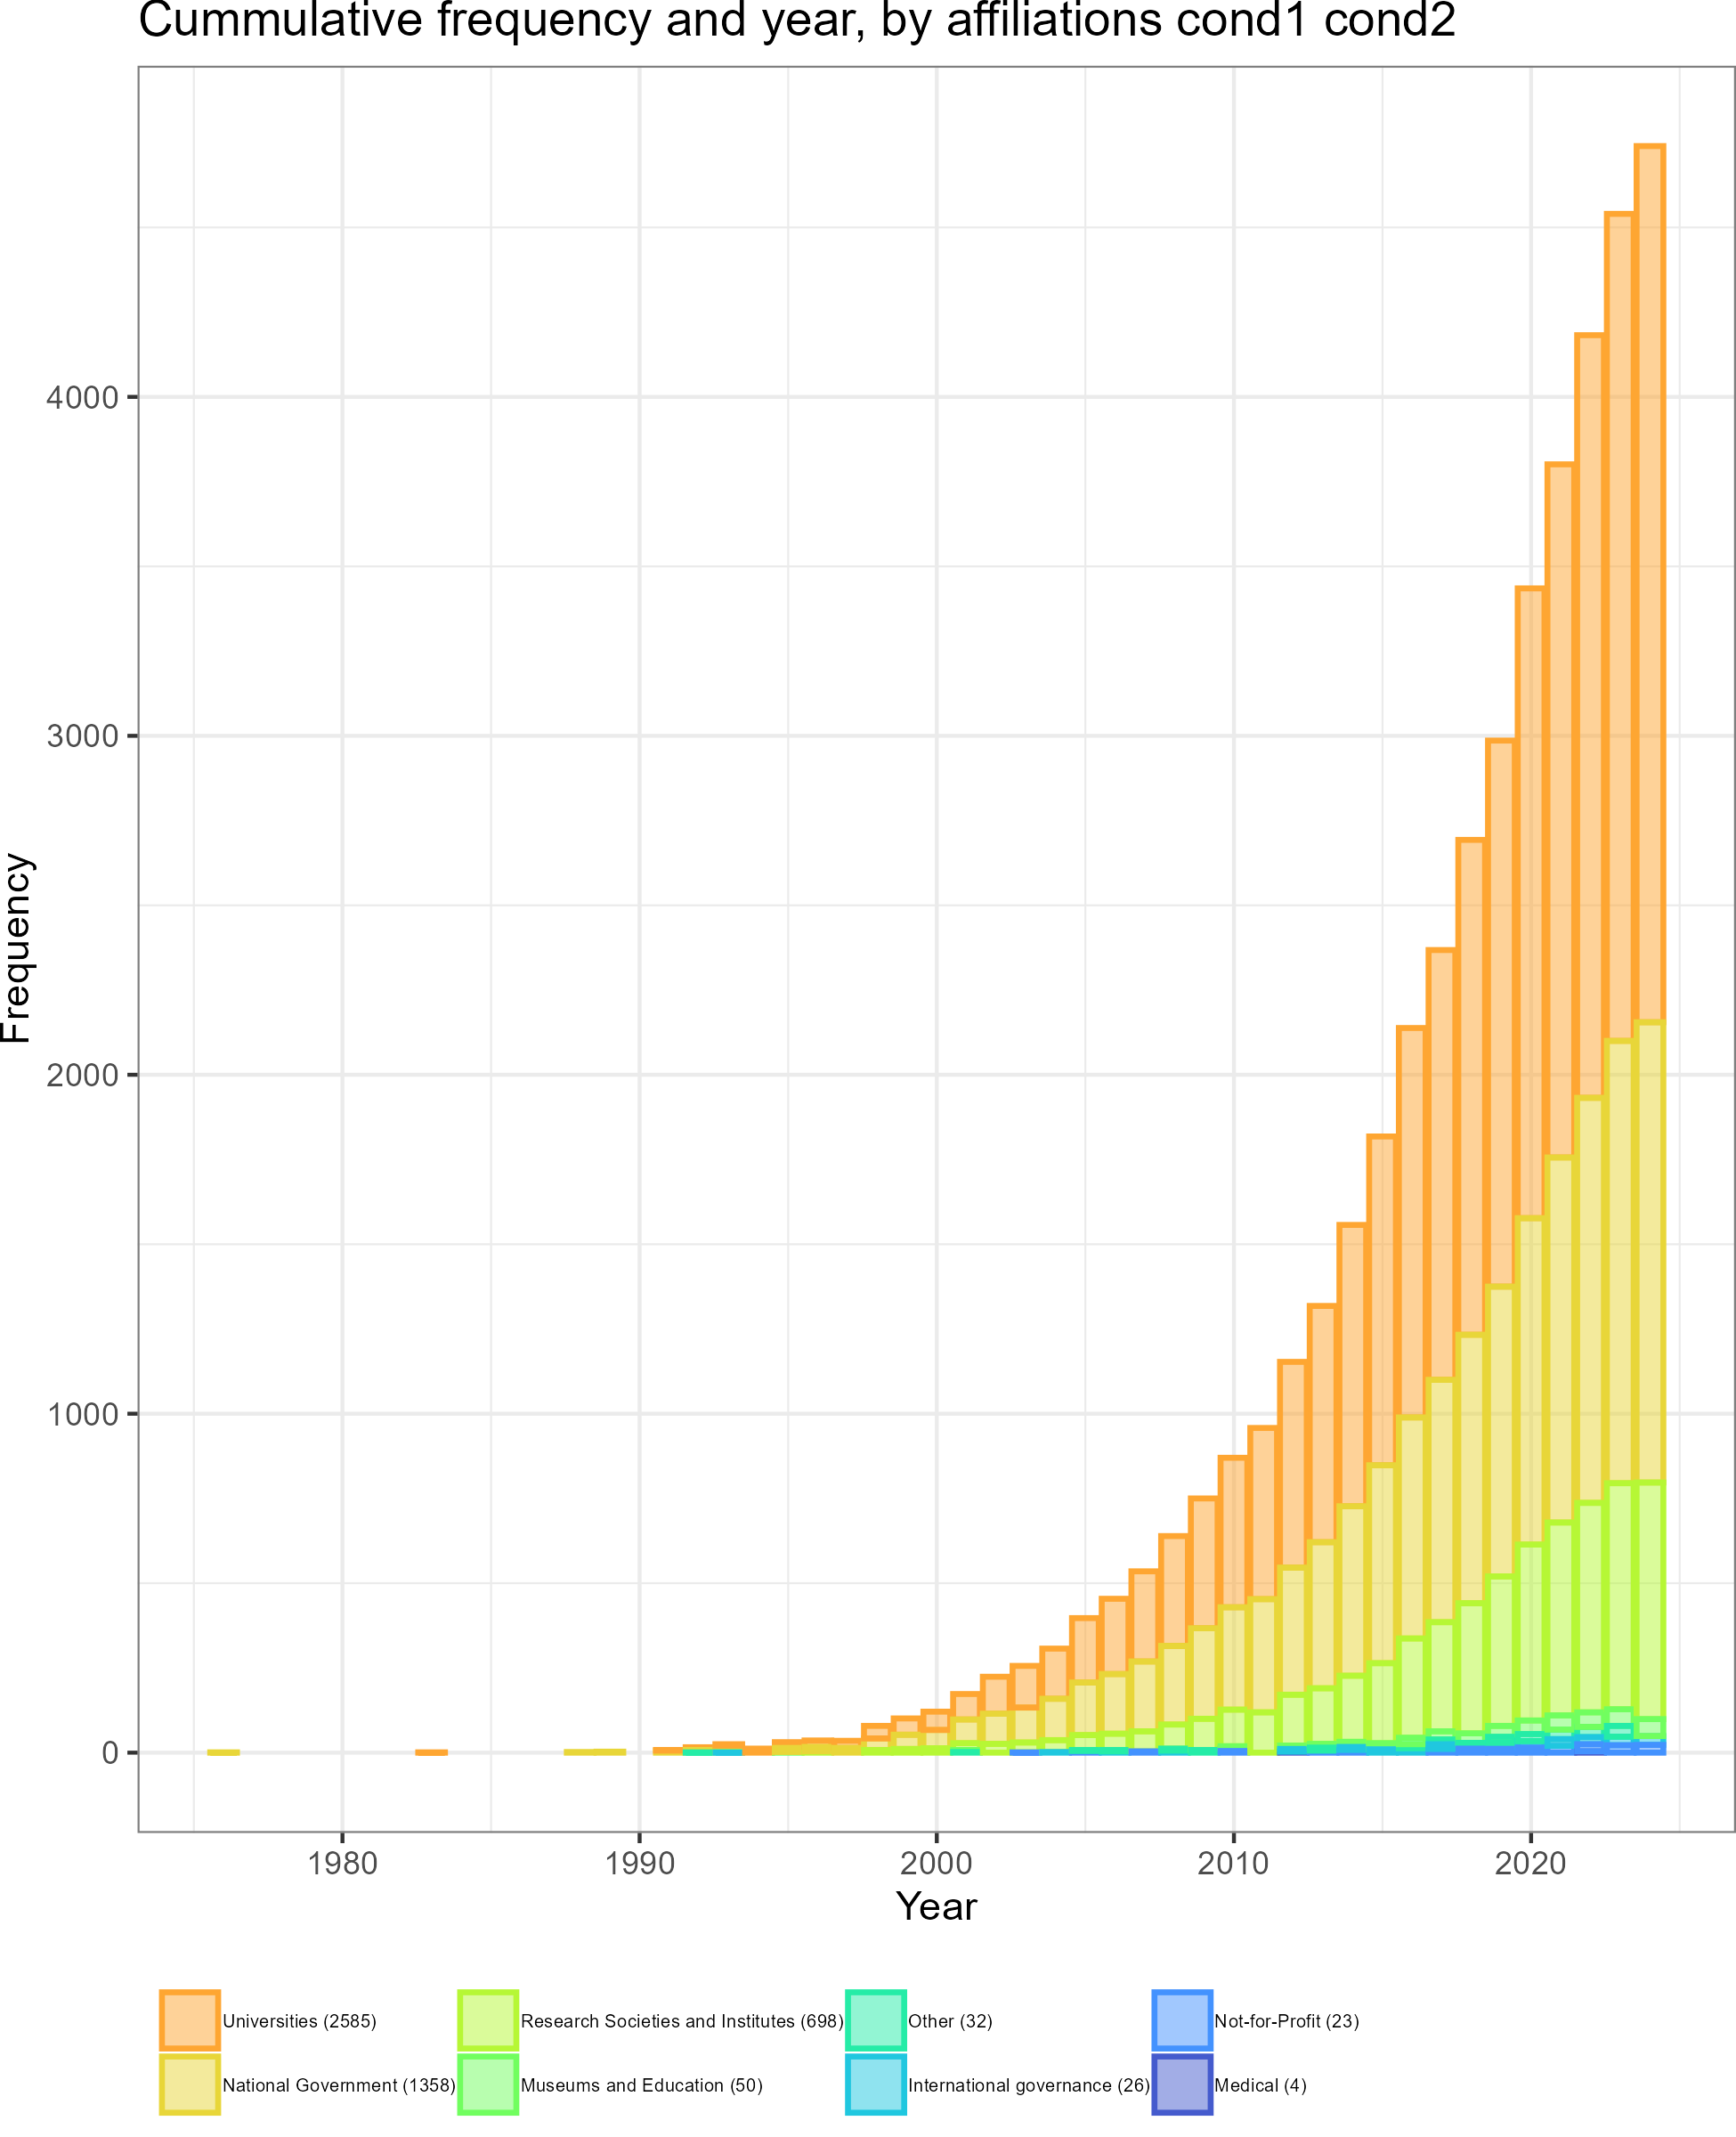 Cummulative frequency and year, by affiliations cond1 cond2
Frequency
4000
3000
2000
1000
0
1980 1990 2000 2010 2020
Year
Universities (2585) Research Societies and Institutes (698) Other (32) Not-for-Profit (23)
National Government (1358) Museums and Education (50) International governance (26) Medical (4)